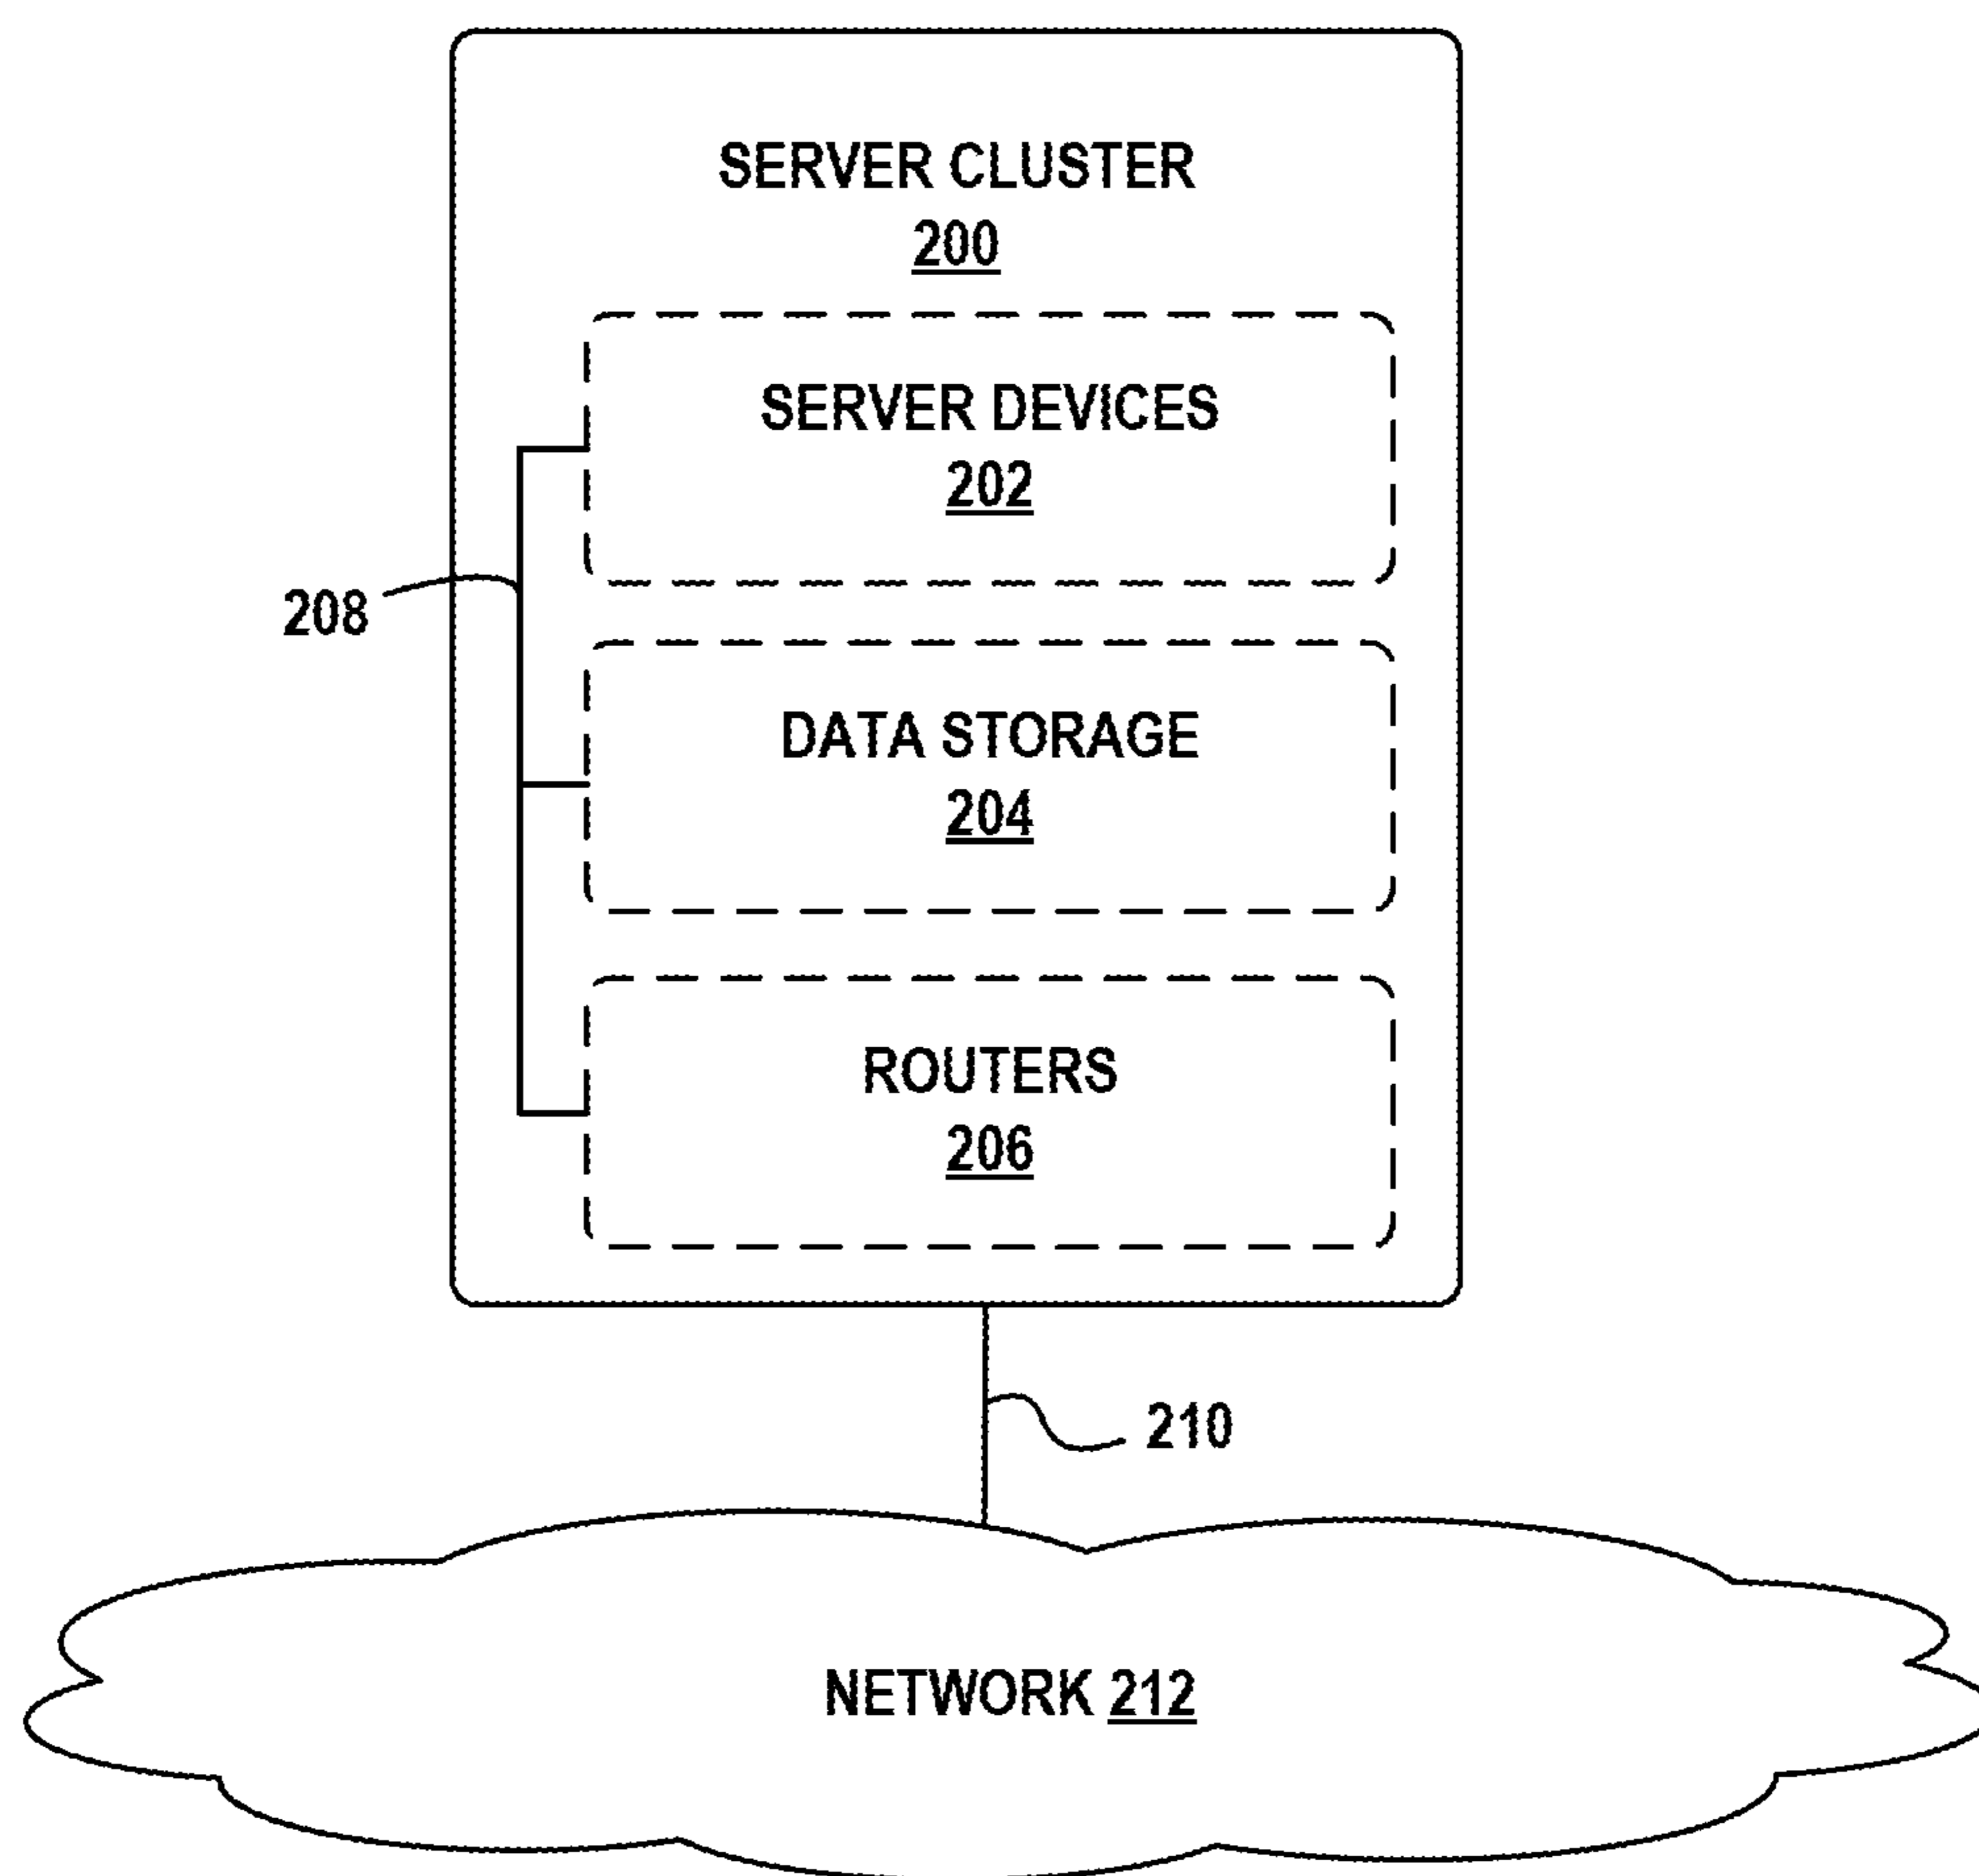 SERVER CLUSTER
200
SERVER DEVICES
202
208
DATA STORAGE
204
ROUTERS
206
210
NETWORK 212